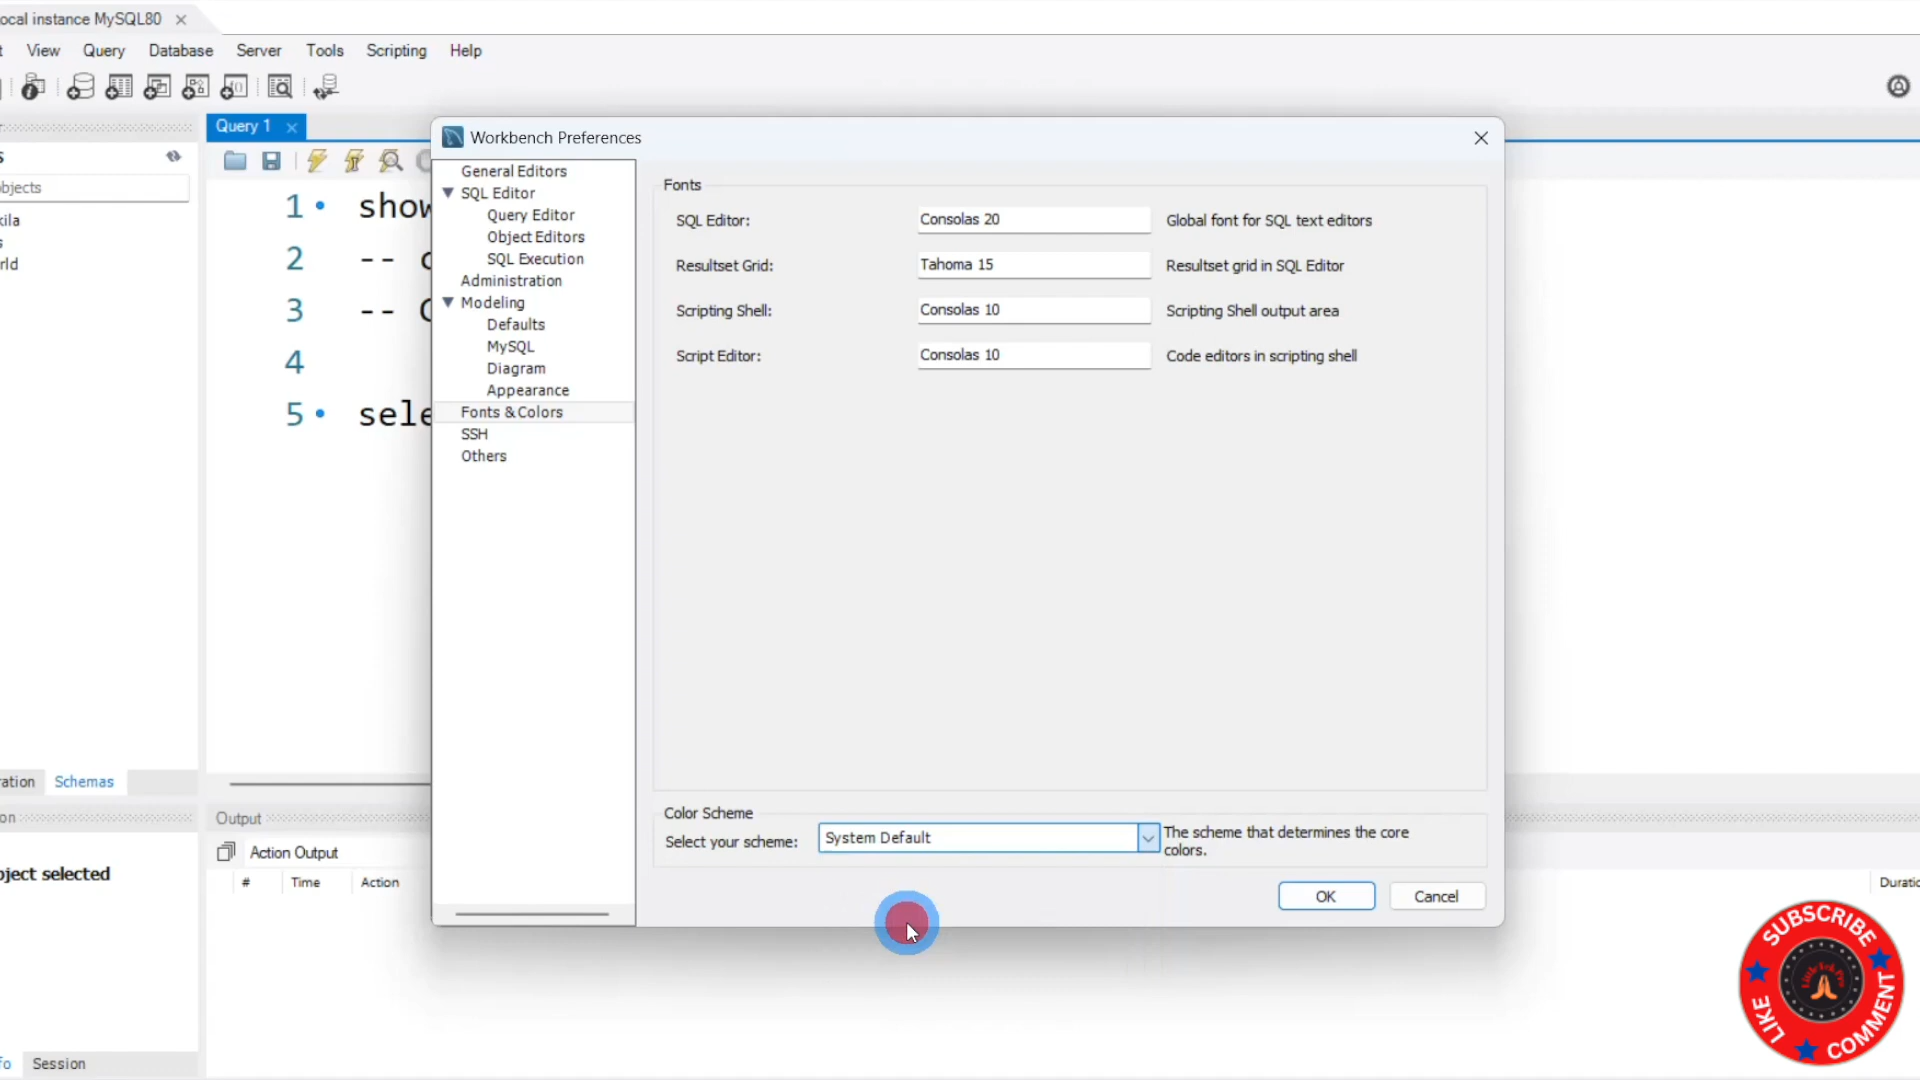 ocal instance MySQL80
t View Query Database Server Tools Scripting Help
Query 1
s
bjects
kila
s
rld
1 show
2 -- c
3 -- C
4
5 sele
Workbench Preferences
General Editors
SQL Editor
Query Editor
Object Editors
SQL Execution
Administration
Modeling
Defaults
MySQL
Diagram
Appearance
Fonts & Colors
SSH
Others
Fonts
SQL Editor: Consolas 20 Global font for SQL text editors
Resultset Grid: Tahoma 15 Resultset grid in SQL Editor
Scripting Shell: Consolas 10 Scripting Shell output area
Script Editor: Consolas 10 Code editors in scripting shell
Color Scheme
Select your scheme: System Default The scheme that determines the core
colors.
OK Cancel
ration Schemas
on
Output
Action Output
bject selected
# Time Action Duratio
fo Session
SUBSCRIBE
LIKE
COMMENT